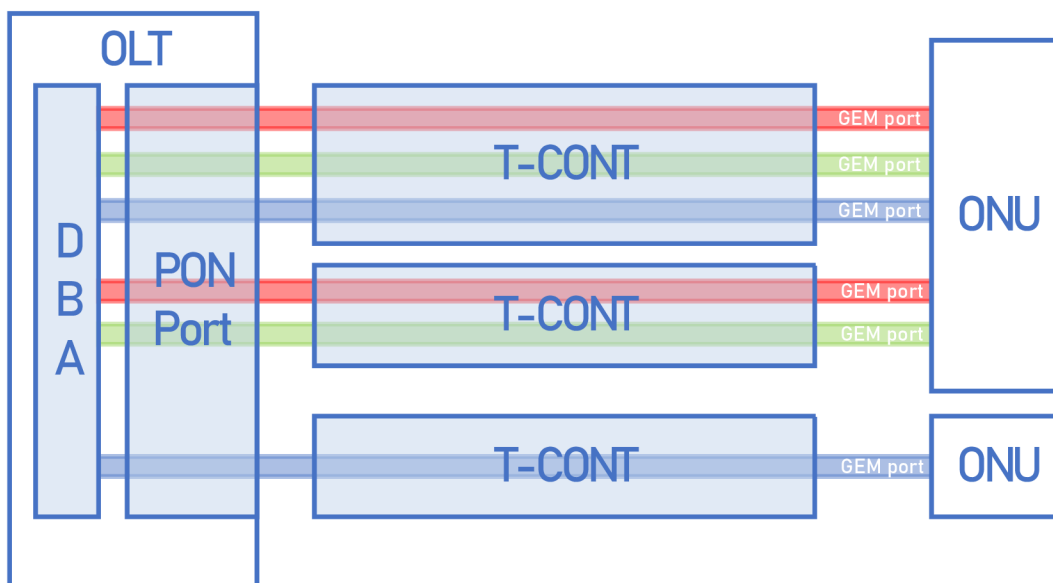 OLT
D
B
A
PON
Port
T-CONT
GEM port
GEM port
GEM port
T-CONT
GEM port
GEM port
T-CONT
GEM port
ONU
ONU